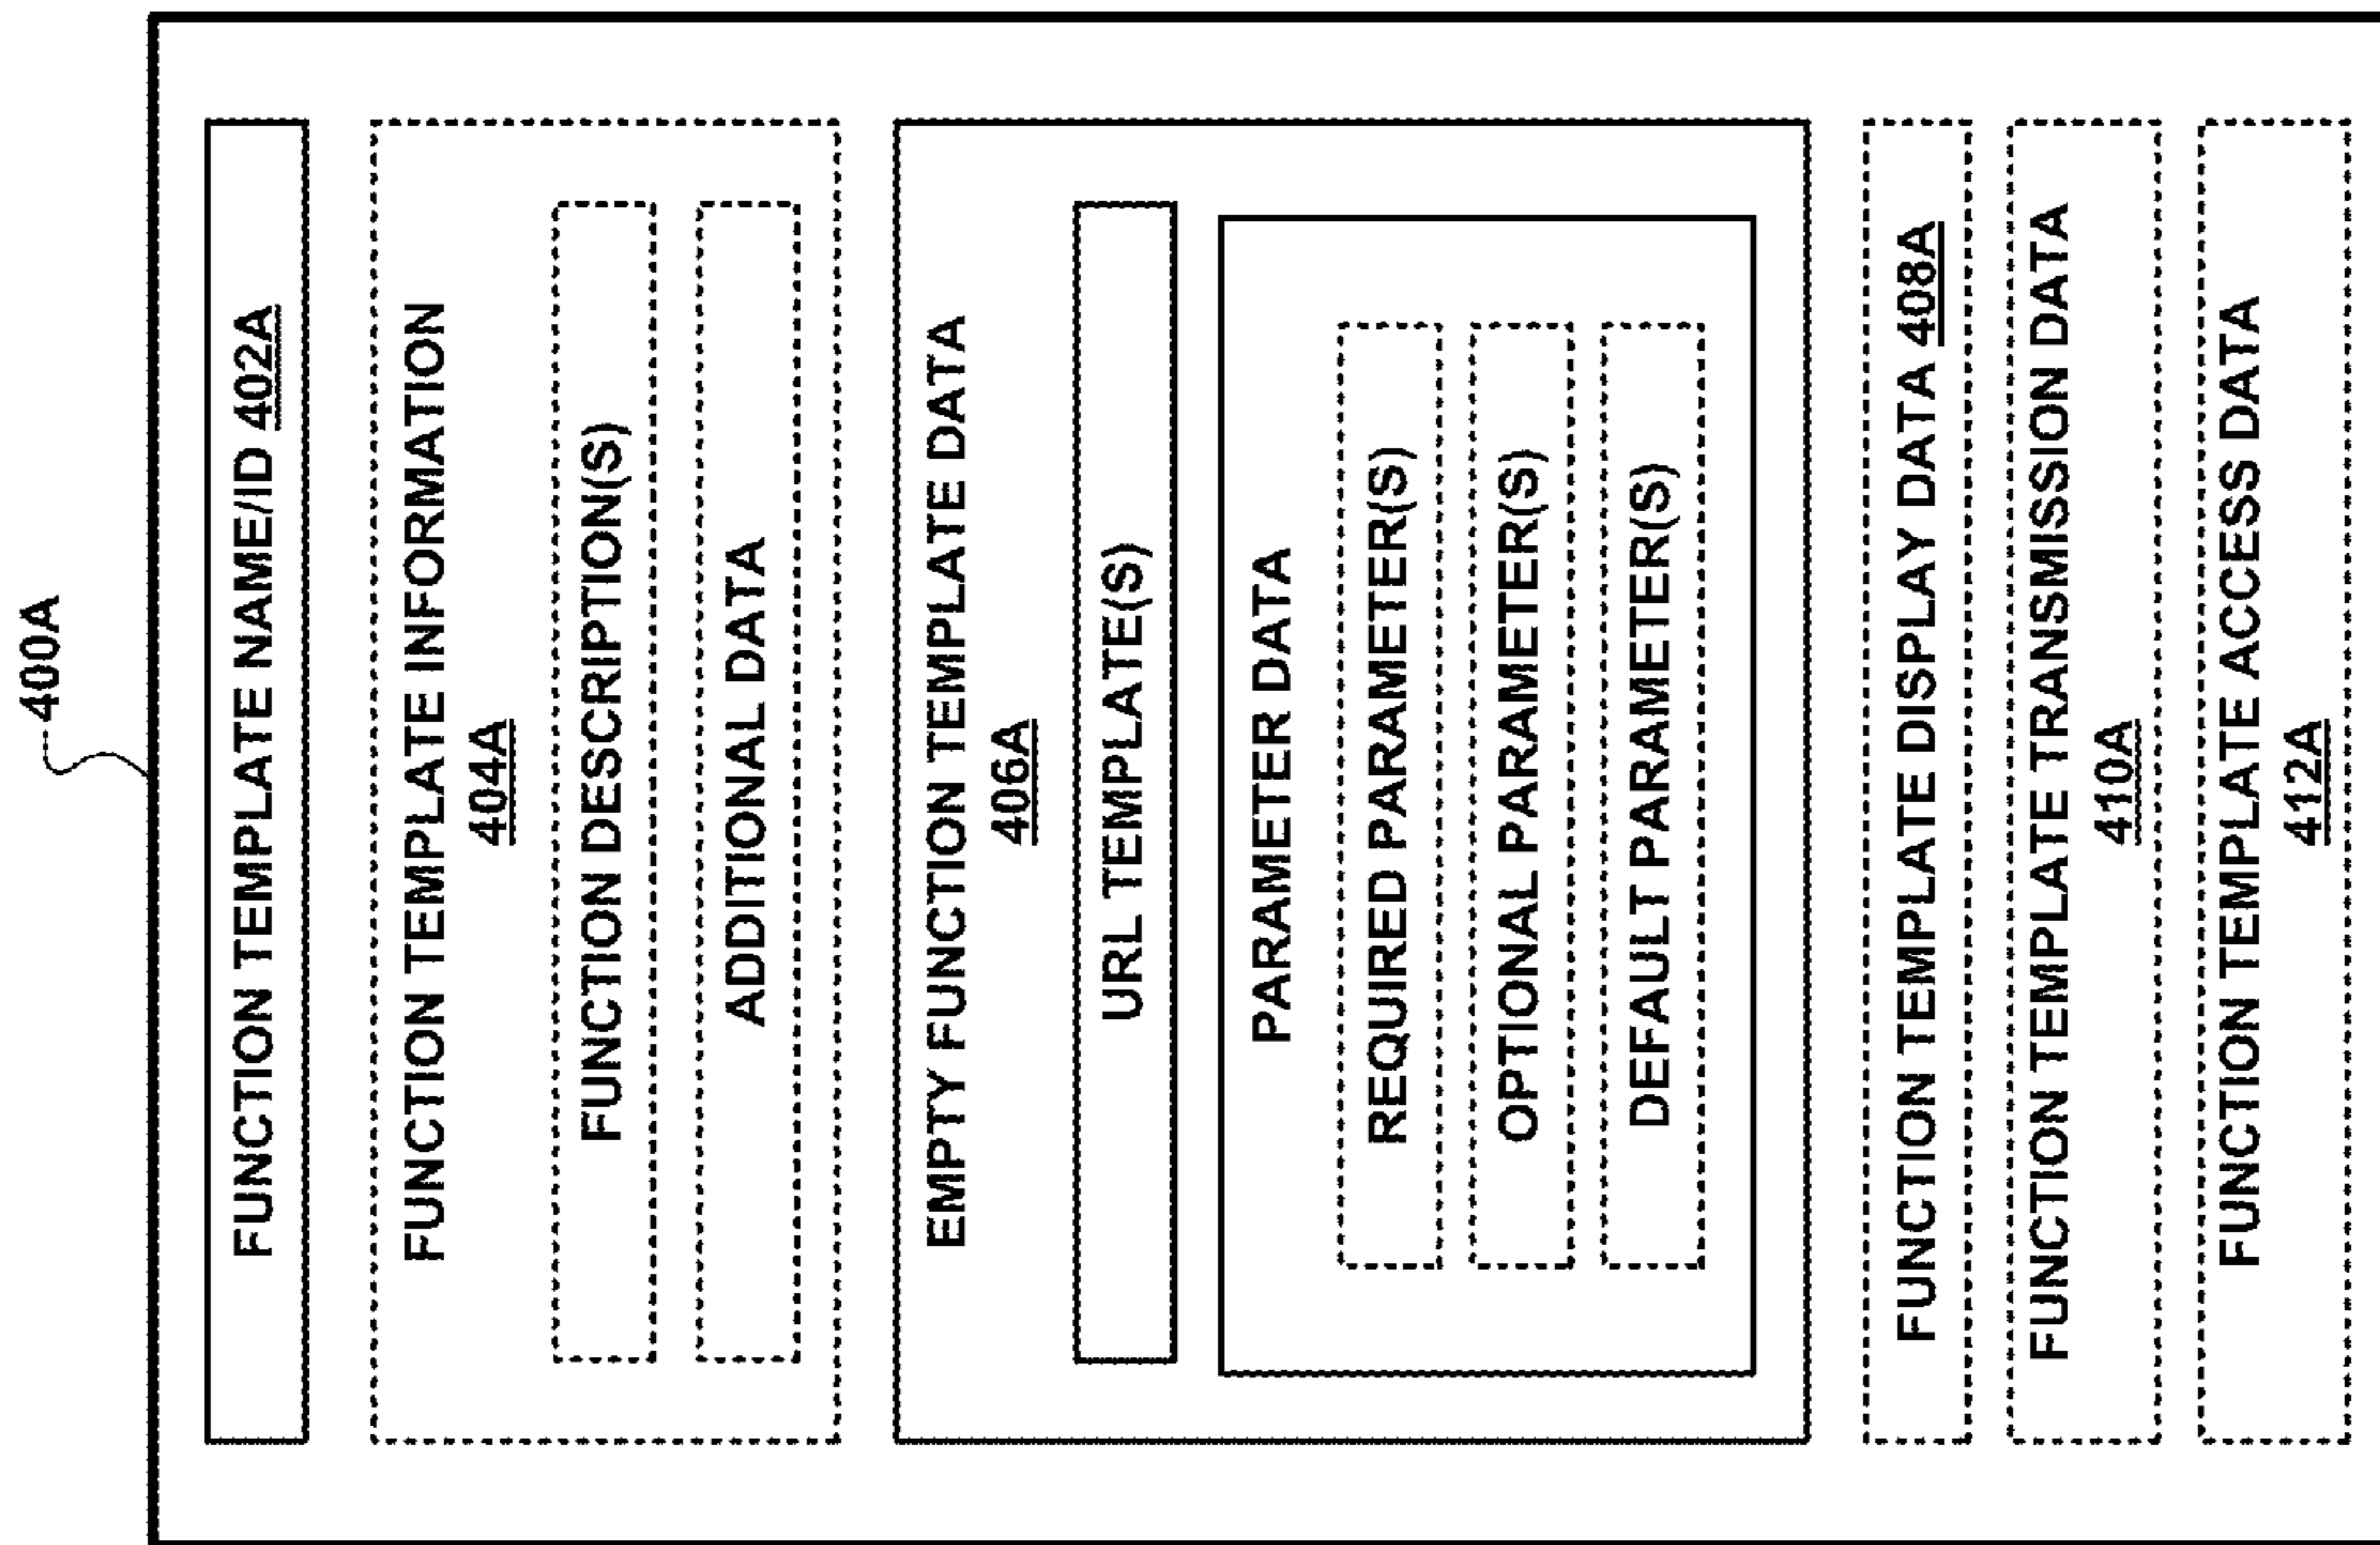 400A
FUNCTION TEMPLATE NAME/ID 402A
FUNCTION TEMPLATE INFORMATION
404A
FUNCTION DESCRIPTION(S)
ADDITIONAL DATA
EMPTY FUNCTION TEMPLATE DATA
406A
URL TEMPLATE(S)
PARAMETER DATA
REQUIRED PARAMETER(S)
OPTIONAL PARAMETER(S)
DEFAULT PARAMETER(S)
FUNCTION TEMPLATE DISPLAY DATA 408A
FUNCTION TEMPLATE TRANSMISSION DATA
410A
FUNCTION TEMPLATE ACCESS DATA
412A